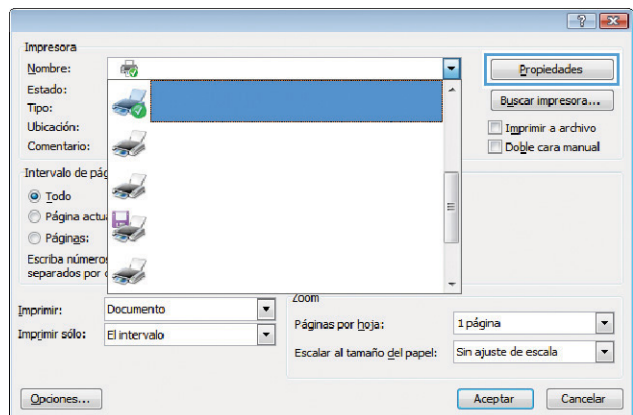 Impresora
Nombre:
Propiedades
Estado:
Tipo:
Buscar impresora...
Ubicación:
Imprimir a archivo
Comentario:
Doble cara manual
Intervalo de pág
Todo
Página actu
Páginas:
Escriba número
separados por
Zoom
Imprimir:
Documento
Páginas por hoja:
1 página
Imprimir sólo:
El intervalo
Escalar al tamaño del papel:
Sin ajuste de escala
Opciones...
Aceptar
Cancelar